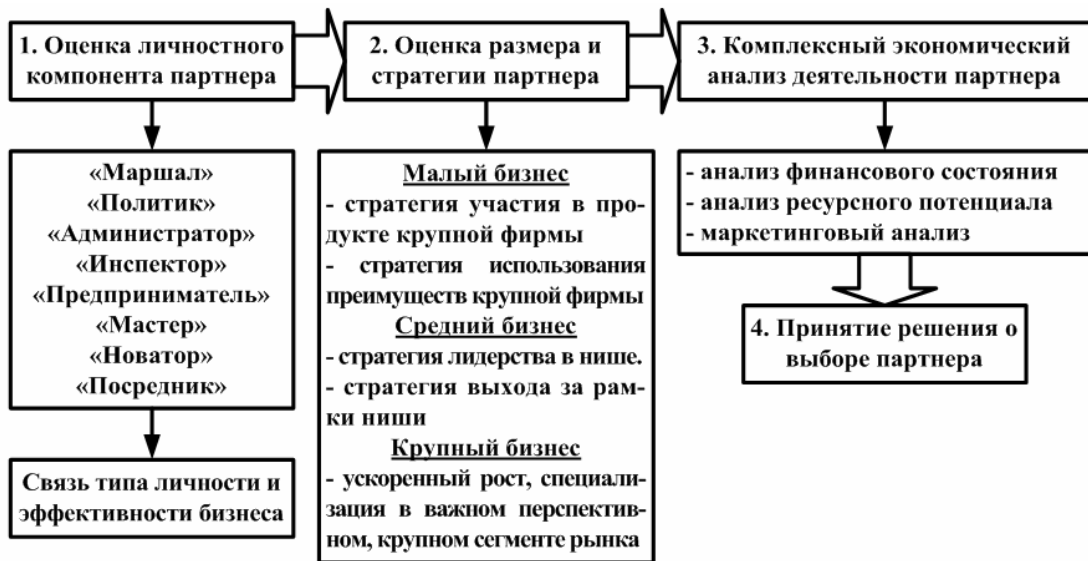 1. Оценка личностного
компонента партнера
2. Оценка размера и
стратегии партнера
3. Комплексный экономический
анализ деятельности партнера
«Маршал»
«Политик»
«Администратор»
«Инспектор»
«Предприниматель»
«Мастер»
«Новатор»
«Посредник»
Связь типа личности и
эффективности бизнеса
Малый бизнес
- стратегия участия в про-
дукте крупной фирмы
- стратегия использования
преимуществ крупной фирмы
Средний бизнес
- стратегия лидерства в нише.
- стратегия выхода за рам-
ки ниши
Крупный бизнес
- ускоренный рост, специали-
зация в важном перспектив-
ном, крупном сегменте рынка
- анализ финансового состояния
- анализ ресурсного потенциала
- маркетинговый анализ
4. Принятие решения о
выборе партнера